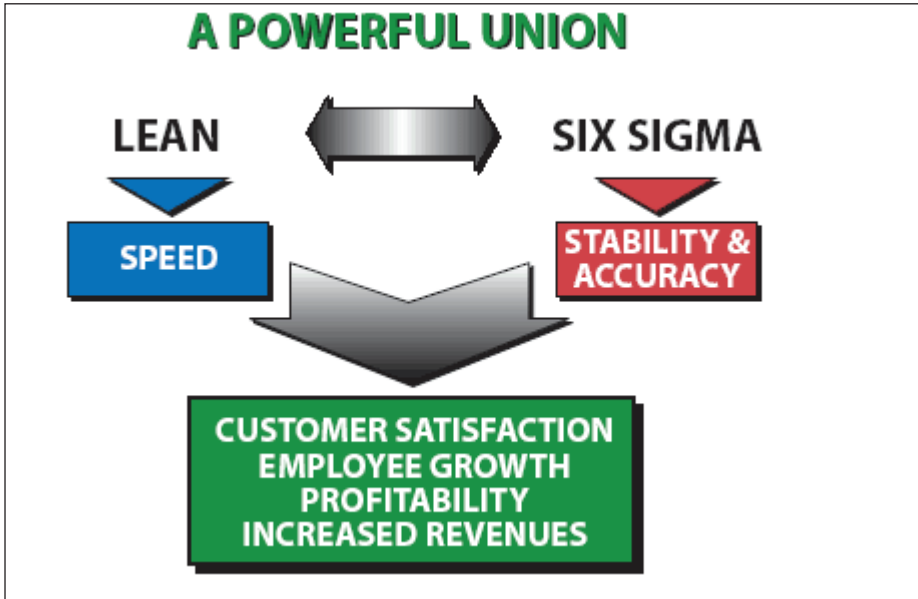 A POWERFUL UNION
LEAN
SIX SIGMA
SPEED
STABILITY &
ACCURACY
CUSTOMER SATISFACTION
EMPLOYEE GROWTH
PROFITABILITY
INCREASED REVENUES